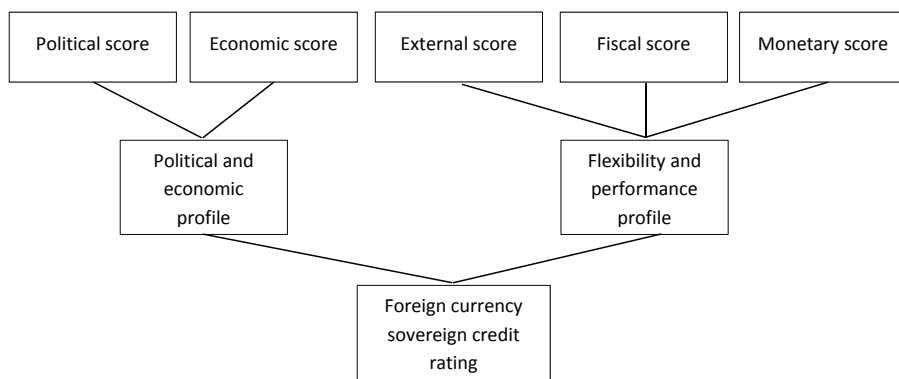 Political score
Economic score
External score
Fiscal score
Monetary score
Political and
economic
profile
Flexibility and
performance
profile
Foreign currency
sovereign credit
rating